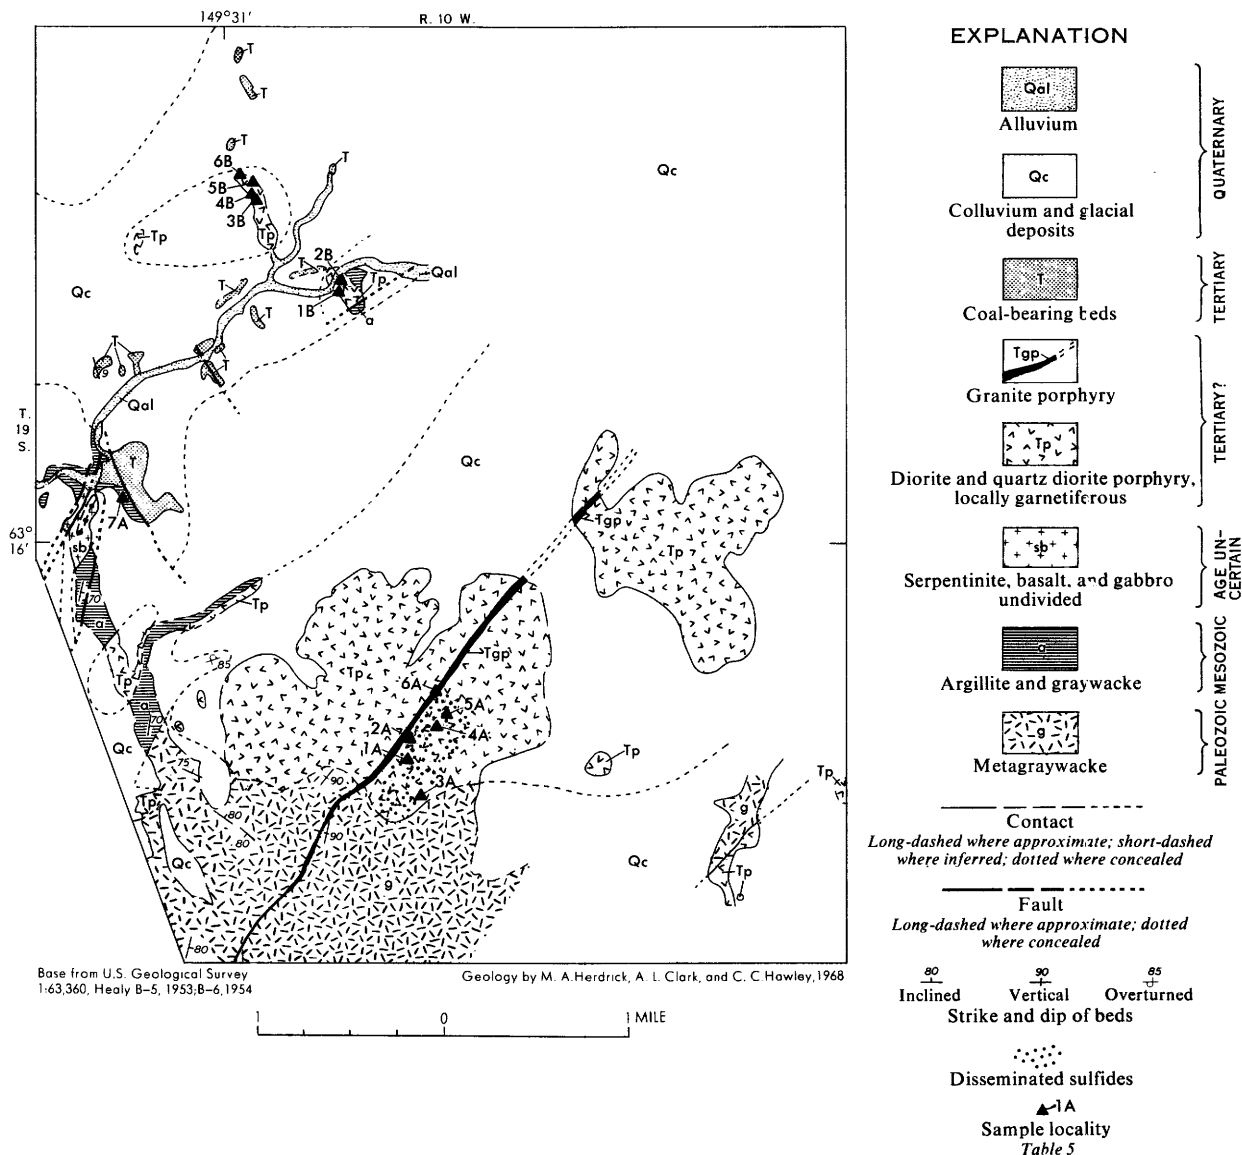 149°31'
R. 10 W.
T
T
T
T
6B
5B
4B
3B
Tp
Tp
Qc
Qc
T
2B
Tp
Qal
T
1B
T
a
T
T
9
T
Qal
T.
19
S.
T
7A
63°
16'
sb
70
a
Tp
85
Tp
a
70
Qc
75
Tp
80
80
Qc
80
Qc
Tgp
Tp
Tgp
Tp
6A
5A
2A
4A
1A
3A
90
90
g
Tp
Tp
g
Qc
Tp
Base from U.S. Geological Survey
1:63,360, Healy B-5, 1953;B-6,1954
Geology by M. A.Herdrick, A. L. Clark, and C. C.Hawley,1968
1 0 1 MILE
EXPLANATION
Qal
Alluvium
Qc
Colluvium and glacial
deposits
QUATERNARY
T
Coal-bearing beds
TERTIARY
Tgp
Granite porphyry
Tp
Diorite and quartz diorite porphyry,
locally garnetiferous
TERTIARY?
sb
Serpentinite, basalt, and gabbro
undivided
AGE UN-
CERTAIN
a
Argillite and graywacke
MESOZOIC
g
Metagraywacke
PALEOZOIC
Contact
Long-dashed where approximate; short-dashed
where inferred; dotted where concealed
Fault
Long-dashed where approximate; dotted
where concealed
80 90 85
Inclined Vertical Overturned
Strike and dip of beds
Disseminated sulfides
1A
Sample locality
Table 5